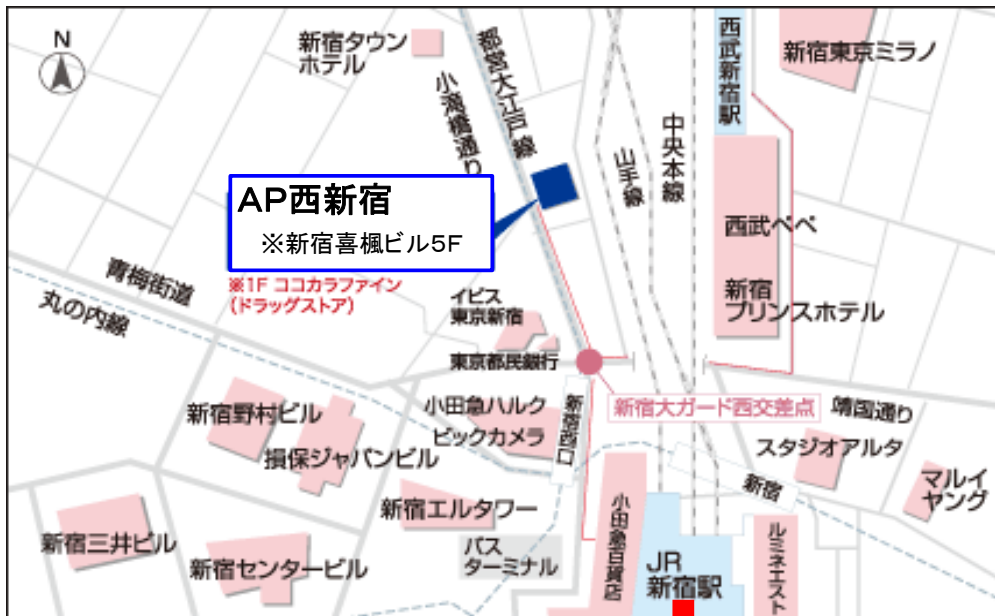 N
新宿タウン
ホテル
都営大江戸線
小滝橋通り
西武新宿駅
新宿東京ミラノ
山手線
中央本線
AP西新宿
※新宿喜楓ビル5F
※1F ココカラファイン
(ドラッグストア)
西武ペペ
新宿
プリンスホテル
青梅街道
丸の内線
イビス
東京新宿
東京都民銀行
新宿大ガード西交差点
靖国通り
新宿野村ビル
損保ジャパンビル
小田急ハルク
ビックカメラ
新宿西口
スタジオアルタ
マルイ
ヤング
新宿
新宿エルタワー
新宿三井ビル
新宿センタービル
バス
ターミナル
小田急百貨店
JR
新宿駅
ルミネエスト